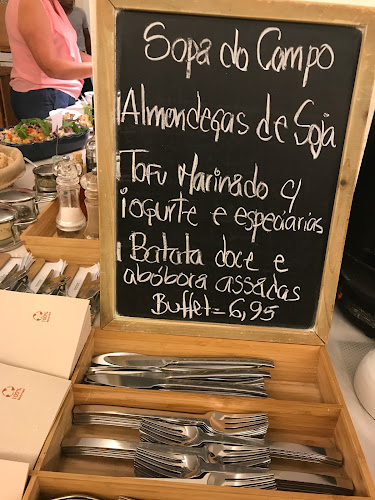 Sopa do Campo
Almondegas de Soja
Tofu Marinado c/
iogurte e especiarias
Batata doce e
abóbora assadas
Buffet = 6,95